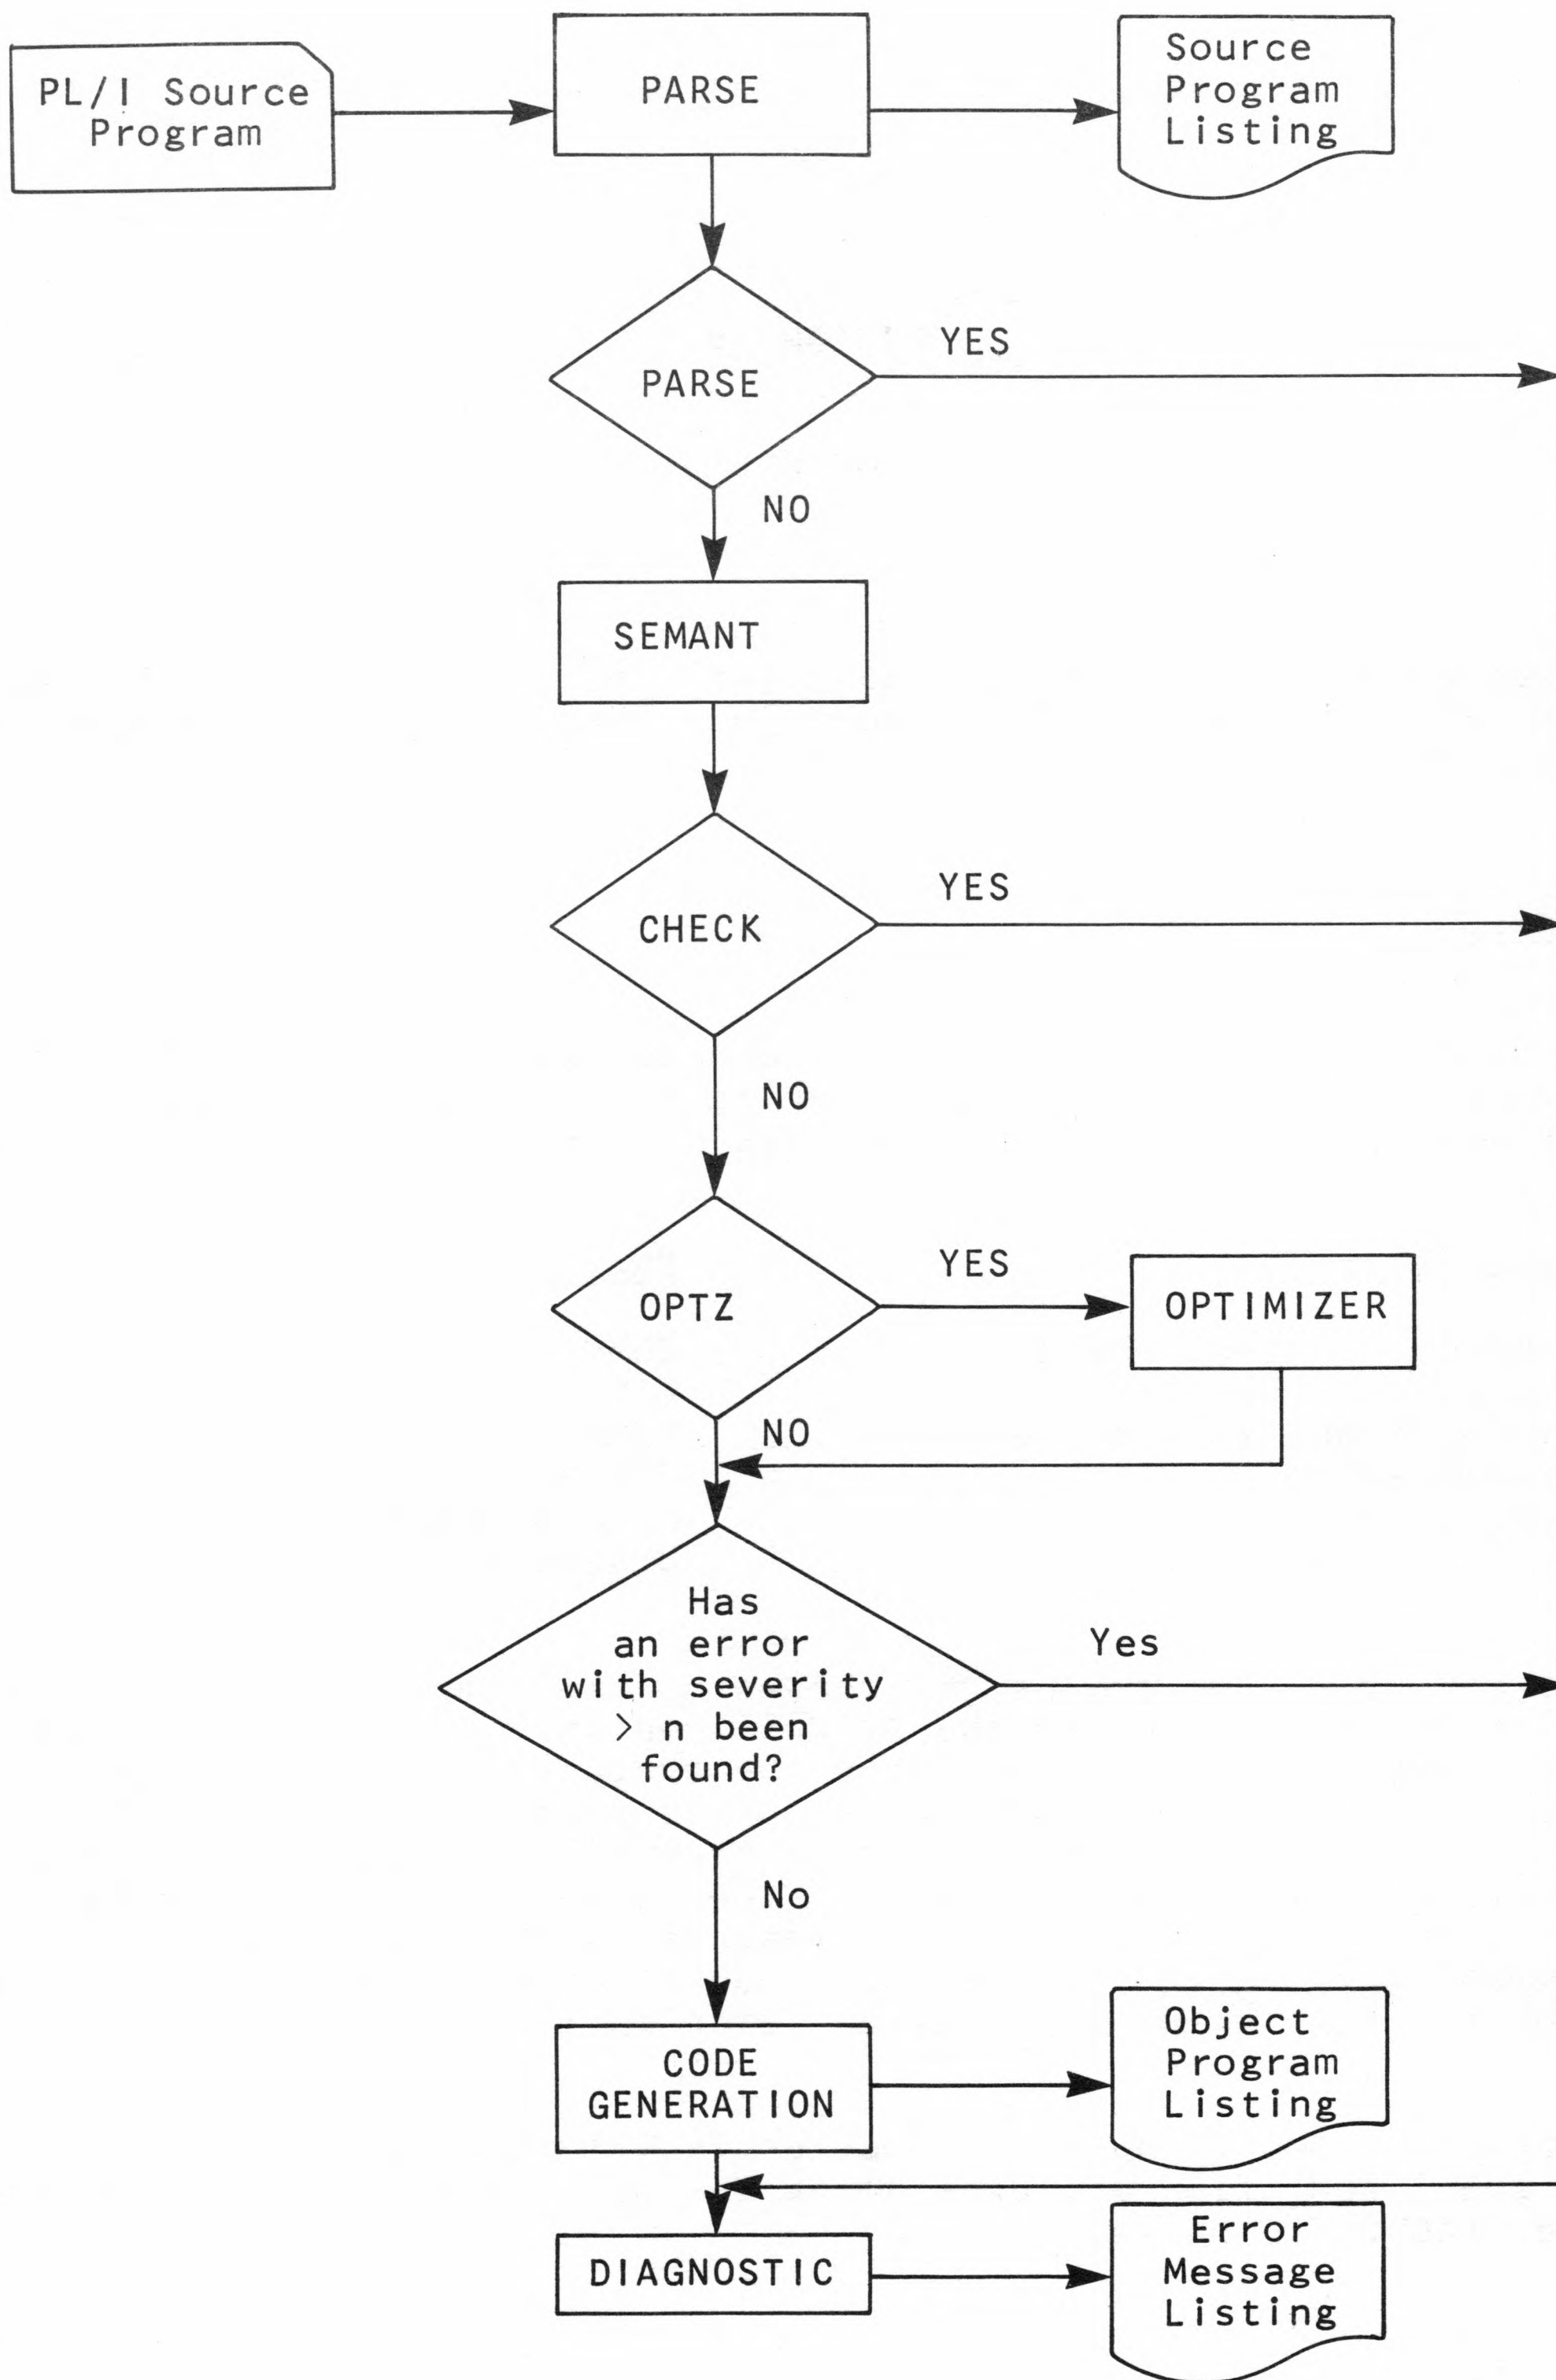 PL/I Source
Program
PARSE
Source
Program
Listing
PARSE
YES
NO
SEMANT
CHECK
YES
NO
OPTZ
YES
OPTIMIZER
NO
Has
an error
with severity
> n been
found?
Yes
No
CODE
GENERATION
Object
Program
Listing
DIAGNOSTIC
Error
Message
Listing